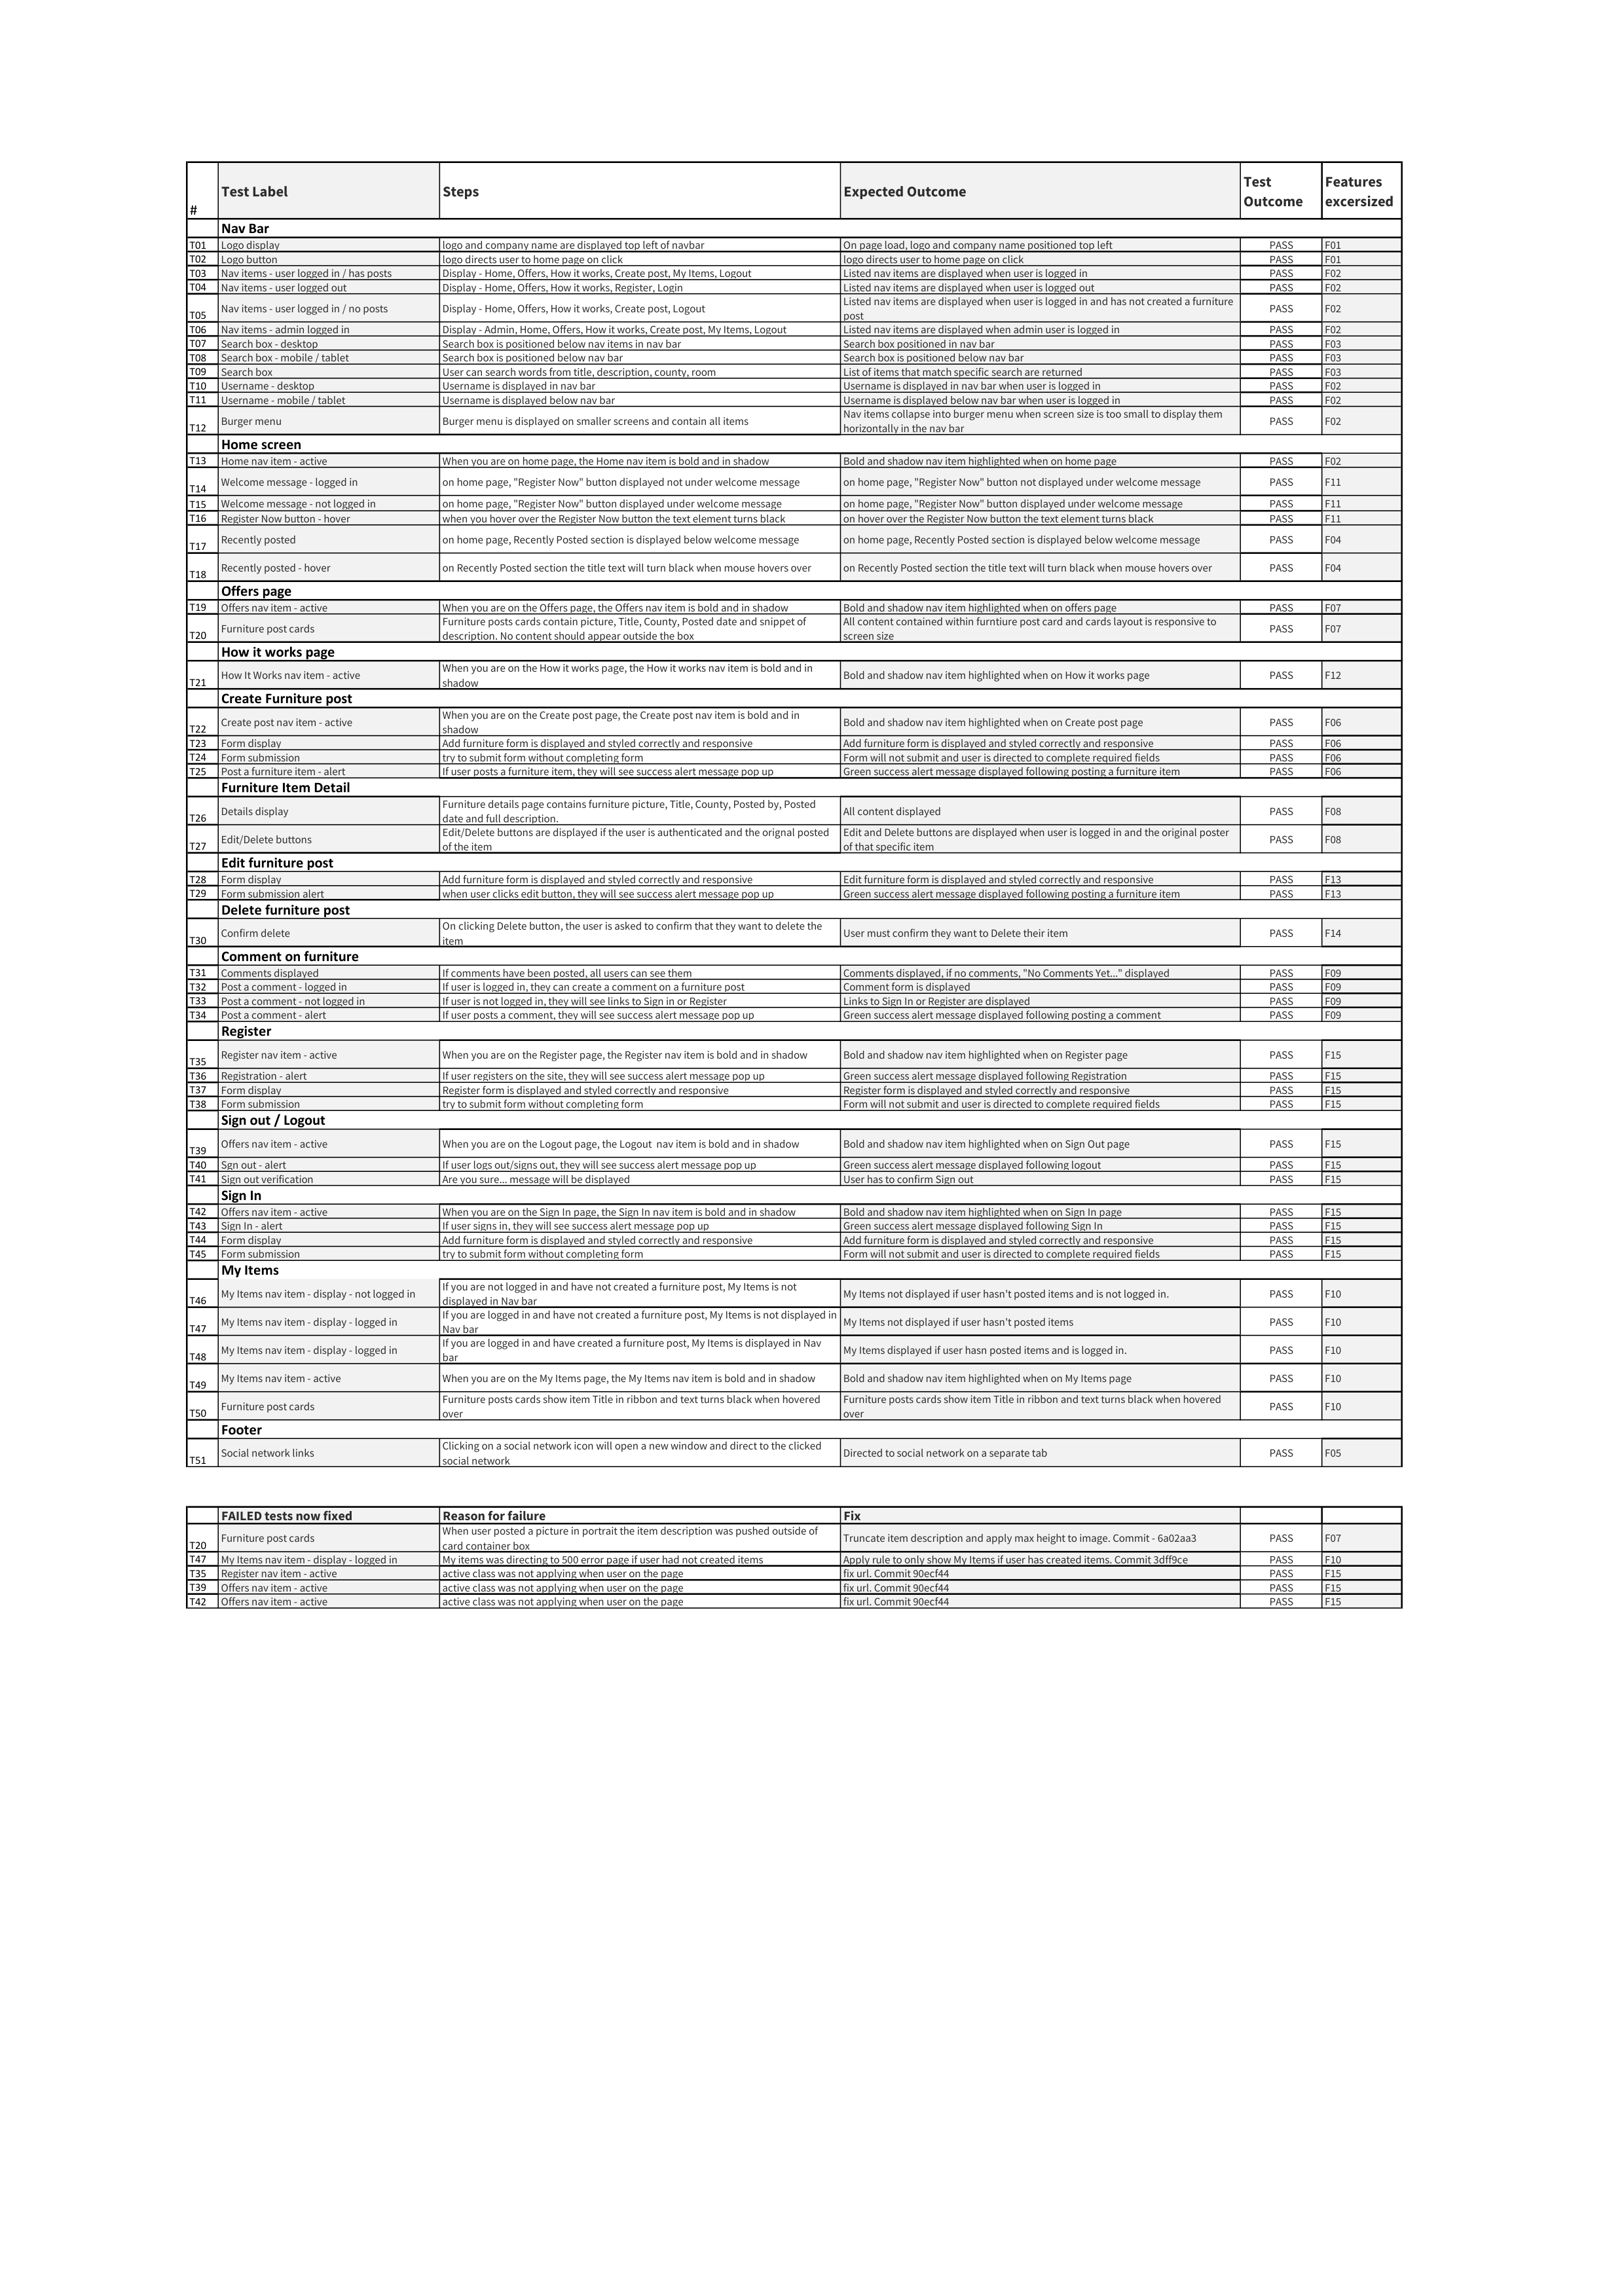 # Test Label Steps Expected Outcome Test Outcome Features excersized
Nav Bar
T01 Logo display logo and company name are displayed top left of navbar On page load, logo and company name positioned top left PASS F01
T02 Logo button logo directs user to home page on click logo directs user to home page on click PASS F01
T03 Nav items - user logged in / has posts Display - Home, Offers, How it works, Create post, My Items, Logout Listed nav items are displayed when user is logged in PASS F02
T04 Nav items - user logged out Display - Home, Offers, How it works, Register, Login Listed nav items are displayed when user is logged out PASS F02
T05 Nav items - user logged in / no posts Display - Home, Offers, How it works, Create post, Logout Listed nav items are displayed when user is logged in and has not created a furniture post PASS F02
T06 Nav items - admin logged in Display - Admin, Home, Offers, How it works, Create post, My Items, Logout Listed nav items are displayed when admin user is logged in PASS F02
T07 Search box - desktop Search box is positioned below nav items in nav bar Search box positioned in nav bar PASS F03
T08 Search box - mobile / tablet Search box is positioned below nav bar Search box is positioned below nav bar PASS F03
T09 Search box User can search words from title, description, county, room List of items that match specific search are returned PASS F03
T10 Username - desktop Username is displayed in nav bar Username is displayed in nav bar when user is logged in PASS F02
T11 Username - mobile / tablet Username is displayed below nav bar Username is displayed below nav bar when user is logged in PASS F02
T12 Burger menu Burger menu is displayed on smaller screens and contain all items Nav items collapse into burger menu when screen size is too small to display them horizontally in the nav bar PASS F02
Home screen
T13 Home nav item - active When you are on home page, the Home nav item is bold and in shadow Bold and shadow nav item highlighted when on home page PASS F02
T14 Welcome message - logged in on home page, "Register Now" button displayed not under welcome message on home page, "Register Now" button not displayed under welcome message PASS F11
T15 Welcome message - not logged in on home page, "Register Now" button displayed under welcome message on home page, "Register Now" button displayed under welcome message PASS F11
T16 Register Now button - hover when you hover over the Register Now button the text element turns black on hover over the Register Now button the text element turns black PASS F11
T17 Recently posted on home page, Recently Posted section is displayed below welcome message on home page, Recently Posted section is displayed below welcome message PASS F04
T18 Recently posted - hover on Recently Posted section the title text will turn black when mouse hovers over on Recently Posted section the title text will turn black when mouse hovers over PASS F04
Offers page
T19 Offers nav item - active When you are on the Offers page, the Offers nav item is bold and in shadow Bold and shadow nav item highlighted when on offers page PASS F07
T20 Furniture post cards Furniture posts cards contain picture, Title, County, Posted date and snippet of description. No content should appear outside the box All content contained within furntiure post card and cards layout is responsive to screen size PASS F07
How it works page
T21 How It Works nav item - active When you are on the How it works page, the How it works nav item is bold and in shadow Bold and shadow nav item highlighted when on How it works page PASS F12
Create Furniture post
T22 Create post nav item - active When you are on the Create post page, the Create post nav item is bold and in shadow Bold and shadow nav item highlighted when on Create post page PASS F06
T23 Form display Add furniture form is displayed and styled correctly and responsive Add furniture form is displayed and styled correctly and responsive PASS F06
T24 Form submission try to submit form without completing form Form will not submit and user is directed to complete required fields PASS F06
T25 Post a furniture item - alert If user posts a furniture item, they will see success alert message pop up Green success alert message displayed following posting a furniture item PASS F06
Furniture Item Detail
T26 Details display Furniture details page contains furniture picture, Title, County, Posted by, Posted date and full description. All content displayed PASS F08
T27 Edit/Delete buttons Edit/Delete buttons are displayed if the user is authenticated and the orignal posted of the item Edit and Delete buttons are displayed when user is logged in and the original poster of that specific item PASS F08
Edit furniture post
T28 Form display Add furniture form is displayed and styled correctly and responsive Edit furniture form is displayed and styled correctly and responsive PASS F13
T29 Form submission alert when user clicks edit button, they will see success alert message pop up Green success alert message displayed following posting a furniture item PASS F13
Delete furniture post
T30 Confirm delete On clicking Delete button, the user is asked to confirm that they want to delete the item User must confirm they want to Delete their item PASS F14
Comment on furniture
T31 Comments displayed If comments have been posted, all users can see them Comments displayed, if no comments, "No Comments Yet..." displayed PASS F09
T32 Post a comment - logged in If user is logged in, they can create a comment on a furniture post Comment form is displayed PASS F09
T33 Post a comment - not logged in If user is not logged in, they will see links to Sign in or Register Links to Sign In or Register are displayed PASS F09
T34 Post a comment - alert If user posts a comment, they will see success alert message pop up Green success alert message displayed following posting a comment PASS F09
Register
T35 Register nav item - active When you are on the Register page, the Register nav item is bold and in shadow Bold and shadow nav item highlighted when on Register page PASS F15
T36 Registration - alert If user registers on the site, they will see success alert message pop up Green success alert message displayed following Registration PASS F15
T37 Form display Register form is displayed and styled correctly and responsive Register form is displayed and styled correctly and responsive PASS F15
T38 Form submission try to submit form without completing form Form will not submit and user is directed to complete required fields PASS F15
Sign out / Logout
T39 Offers nav item - active When you are on the Logout page, the Logout nav item is bold and in shadow Bold and shadow nav item highlighted when on Sign Out page PASS F15
T40 Sgn out - alert If user logs out/signs out, they will see success alert message pop up Green success alert message displayed following logout PASS F15
T41 Sign out verification Are you sure... message will be displayed User has to confirm Sign out PASS F15
Sign In
T42 Offers nav item - active When you are on the Sign In page, the Sign In nav item is bold and in shadow Bold and shadow nav item highlighted when on Sign In page PASS F15
T43 Sign In - alert If user signs in, they will see success alert message pop up Green success alert message displayed following Sign In PASS F15
T44 Form display Add furniture form is displayed and styled correctly and responsive Add furniture form is displayed and styled correctly and responsive PASS F15
T45 Form submission try to submit form without completing form Form will not submit and user is directed to complete required fields PASS F15
My Items
T46 My Items nav item - display - not logged in If you are not logged in and have not created a furniture post, My Items is not displayed in Nav bar My Items not displayed if user hasn't posted items and is not logged in. PASS F10
T47 My Items nav item - display - logged in If you are logged in and have not created a furniture post, My Items is not displayed in Nav bar My Items not displayed if user hasn't posted items PASS F10
T48 My Items nav item - display - logged in If you are logged in and have created a furniture post, My Items is displayed in Nav bar My Items displayed if user hasn posted items and is logged in. PASS F10
T49 My Items nav item - active When you are on the My Items page, the My Items nav item is bold and in shadow Bold and shadow nav item highlighted when on My Items page PASS F10
T50 Furniture post cards Furniture posts cards show item Title in ribbon and text turns black when hovered over Furniture posts cards show item Title in ribbon and text turns black when hovered over PASS F10
Footer
T51 Social network links Clicking on a social network icon will open a new window and direct to the clicked social network Directed to social network on a separate tab PASS F05
FAILED tests now fixed Reason for failure Fix
T20 Furniture post cards When user posted a picture in portrait the item description was pushed outside of card container box Truncate item description and apply max height to image. Commit - 6a02aa3 PASS F07
T47 My Items nav item - display - logged in My items was directing to 500 error page if user had not created items Apply rule to only show My Items if user has created items. Commit 3dff9ce PASS F10
T35 Register nav item - active active class was not applying when user on the page fix url. Commit 90ecf44 PASS F15
T39 Offers nav item - active active class was not applying when user on the page fix url. Commit 90ecf44 PASS F15
T42 Offers nav item - active active class was not applying when user on the page fix url. Commit 90ecf44 PASS F15